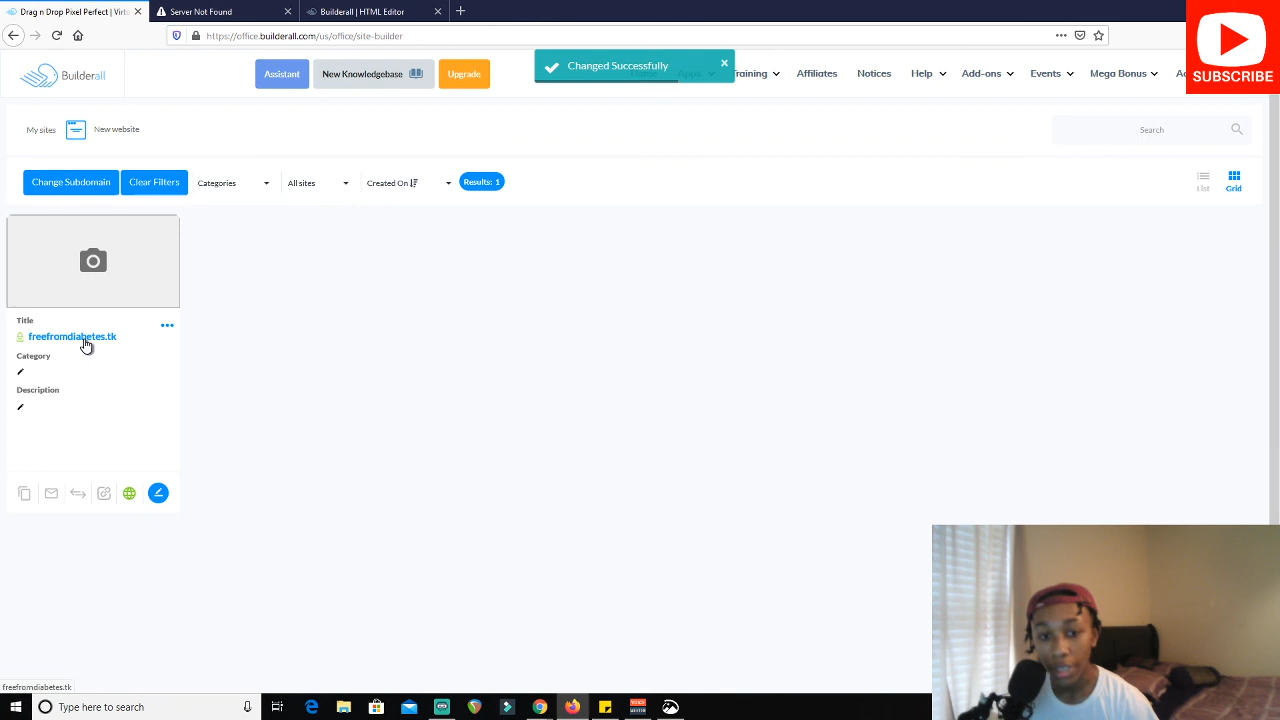 Drag n Drop Pixel Perfect | Virtu
Server Not Found
Builderall | HTML Editor
https://office.builderall.com/us/office/site-builder
Builderall
Assistant
New Knowledgebase
Upgrade
Changed Successfully
Training
Affiliates
Notices
Help
Add-ons
Events
Mega Bonus
SUBSCRIBE
My sites
New website
Search
Change Subdomain
Clear Filters
Categories
All sites
Created On
Results: 1
List
Grid
Title
freefromdiabetes.tk
Category
Description
freefromdiabetes.tk
Type here to search